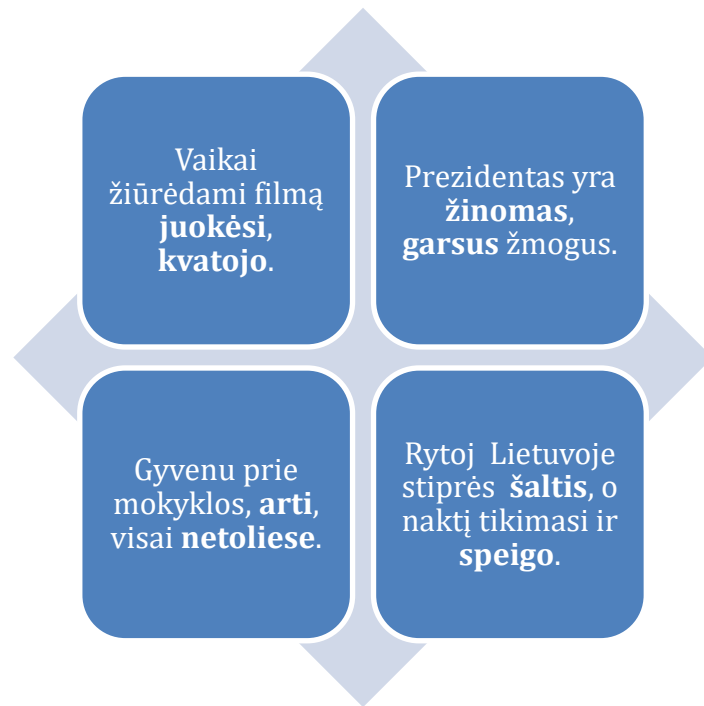 Vaikai
žiūrėdami filmą
juokėsi,
kvatojo.
Prezidentas yra
žinomas,
garsus žmogus.
Gyvenu prie
mokyklos, arti,
visai netoliese.
Rytoj Lietuvoje
stiprės šaltis, o
naktį tikimasi ir
speigo.